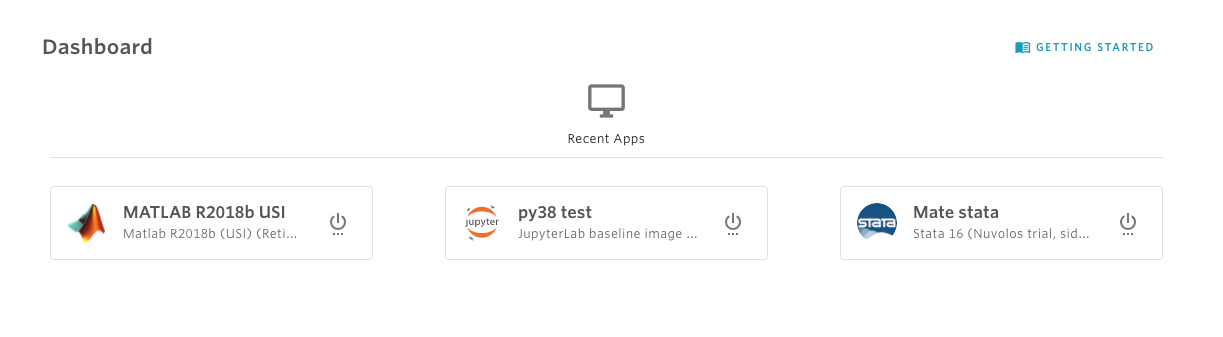 Dashboard
GETTING STARTED
Recent Apps
MATLAB R2018b USI
Matlab R2018b (USI) (Reti...
jupyter
py38 test
JupyterLab baseline image ...
stata
Mate stata
Stata 16 (Nuvolos trial, sid...